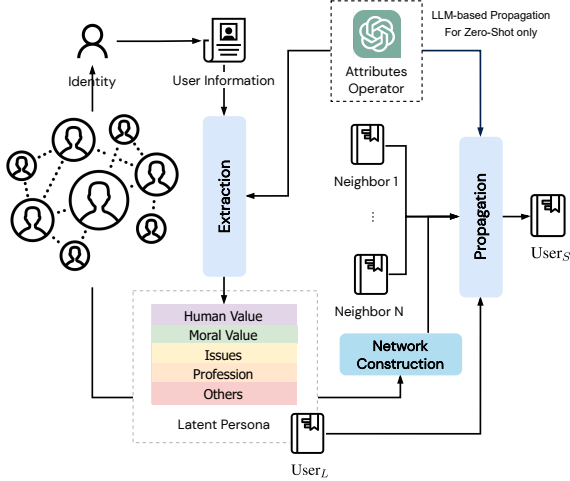 LLM-based Propagation
For Zero-Shot only
Identity
User Information
Attributes
Operator
Extraction
Neighbor 1
...
Neighbor N
Propagation
User_S
Human Value
Moral Value
Issues
Profession
Others
Latent Persona
Network
Construction
User_L